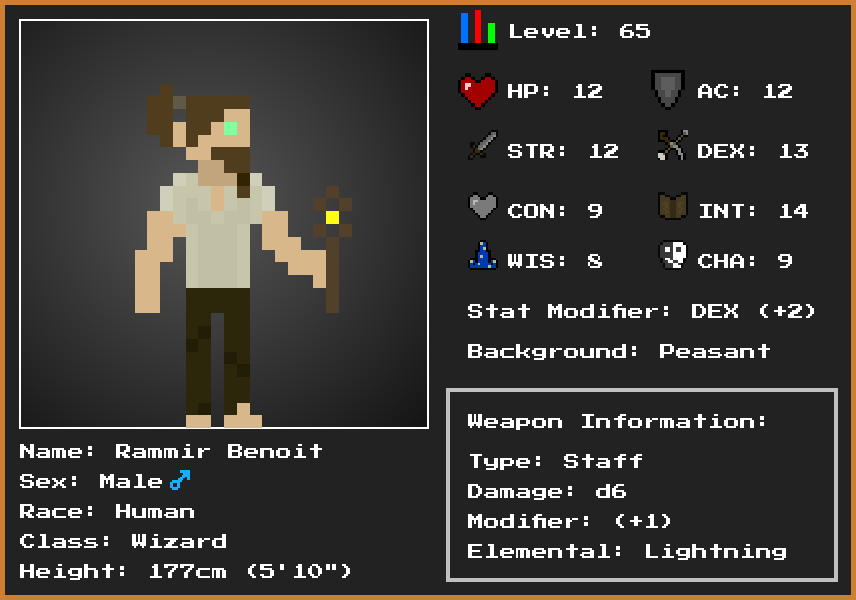 Level: 65
HP: 12 AC: 12
STR: 12 DEX: 13
CON: 9 INT: 14
WIS: 8 CHA: 9
Stat Modifier: DEX (+2)
Background: Peasant
Weapon Information:
Type: Staff
Damage: d6
Modifier: (+1)
Elemental: Lightning
Name: Rammir Benoit
Sex: Male♂
Race: Human
Class: Wizard
Height: 177cm (5'10")